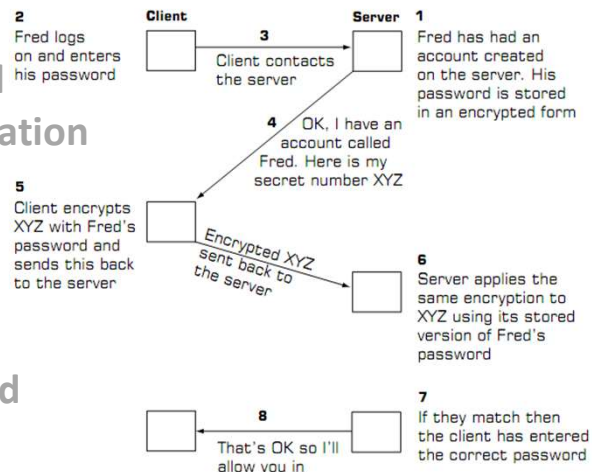 Client
Server
1
Fred has had an
account created
on the server. His
password is stored
in an encrypted form
2
Fred logs
on and enters
his password
3
Client contacts
the server
4
OK, I have an
account called
Fred. Here is my
secret number XYZ
5
Client encrypts
XYZ with Fred's
password and
sends this back
to the server
Encrypted XYZ
sent back to
the server
6
Server applies the
same encryption to
XYZ using its stored
version of Fred's
password
7
If they match then
the client has entered
the correct password
8
That's OK so I'll
allow you in